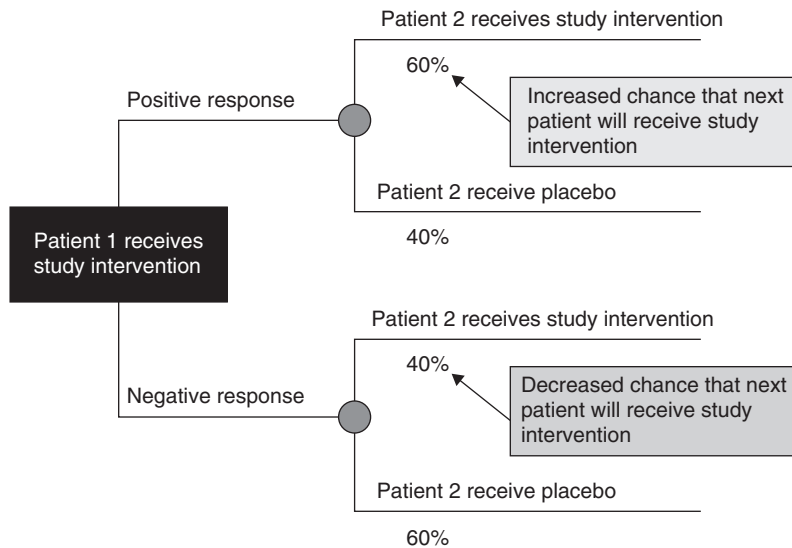 Patient 2 receives study intervention
60%
Increased chance that next
patient will receive study
intervention
Positive response
Patient 2 receive placebo
40%
Patient 1 receives
study intervention
Patient 2 receives study intervention
40%
Decreased chance that next
patient will receive study
intervention
Negative response
Patient 2 receive placebo
60%